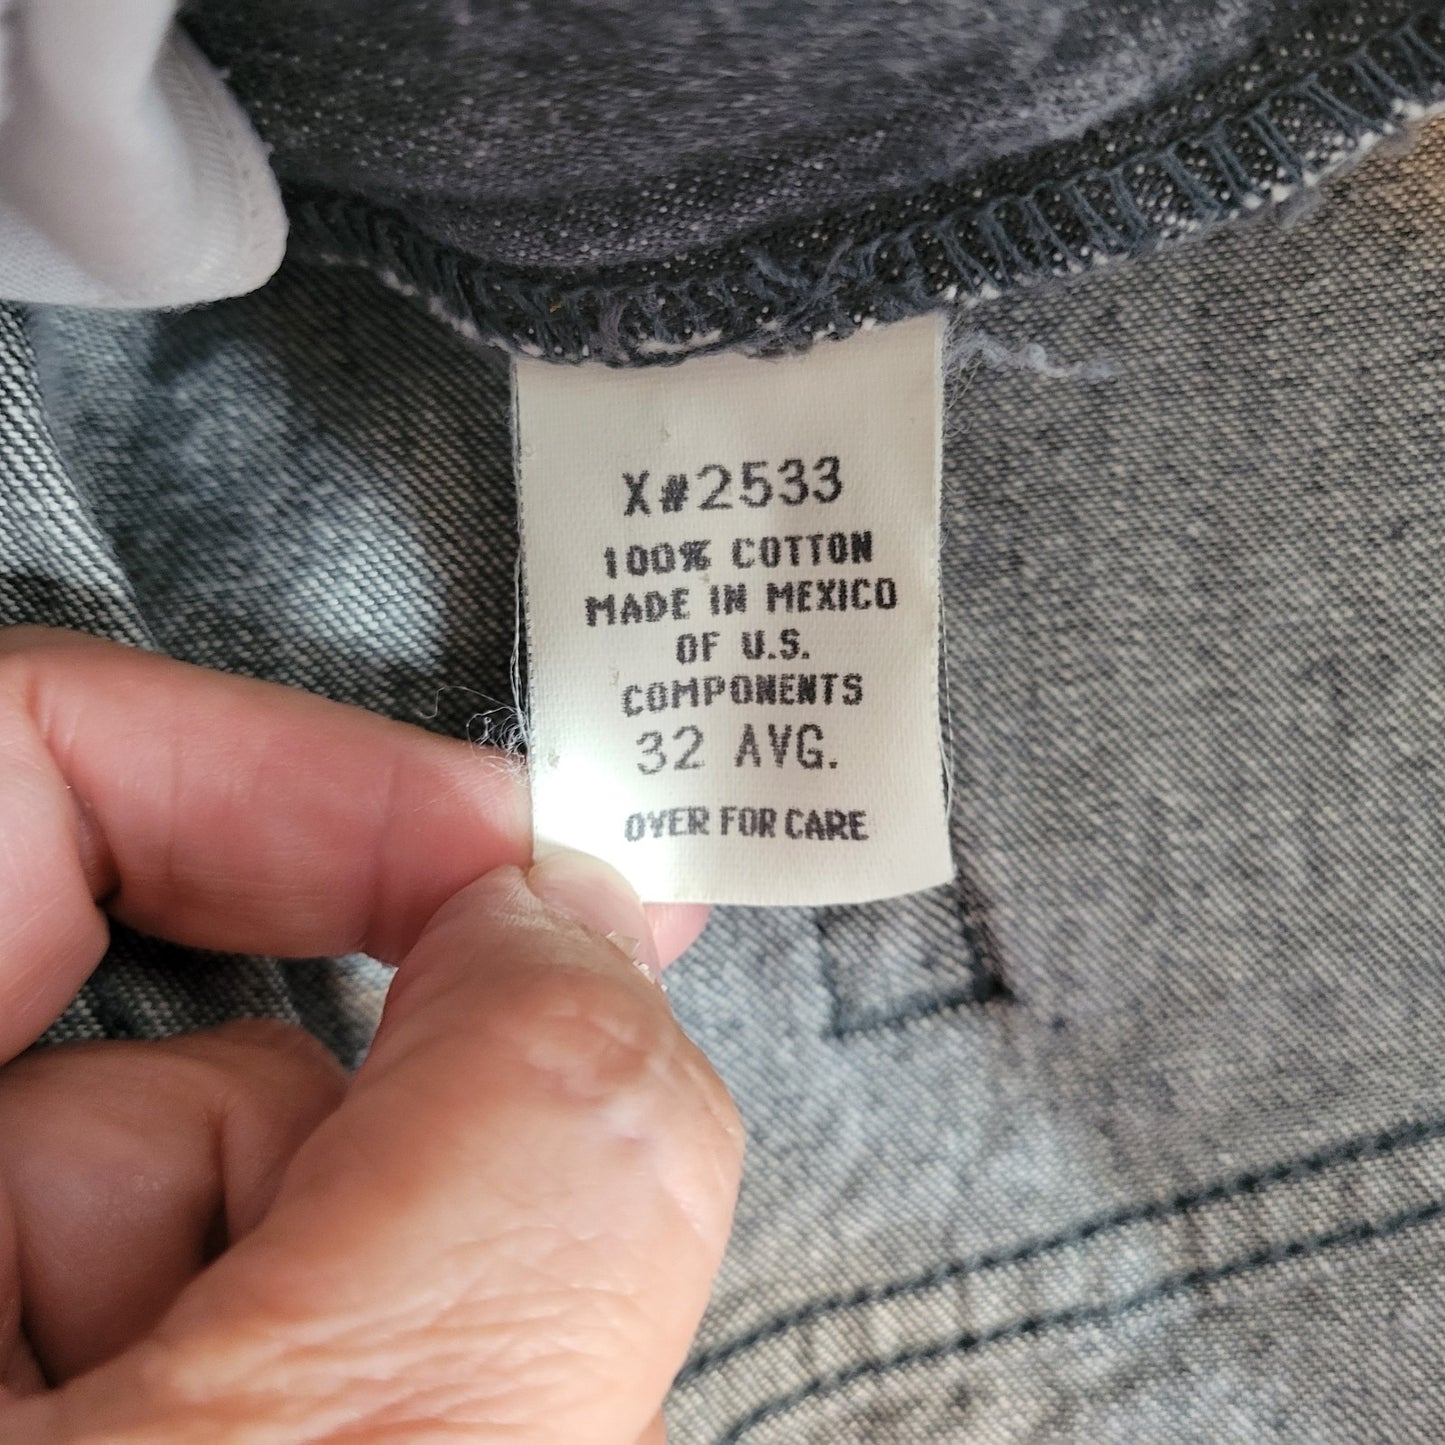 X#2533
100% COTTON
MADE IN MEXICO
OF U.S.
COMPONENTS
32 AVG.
OVER FOR CARE